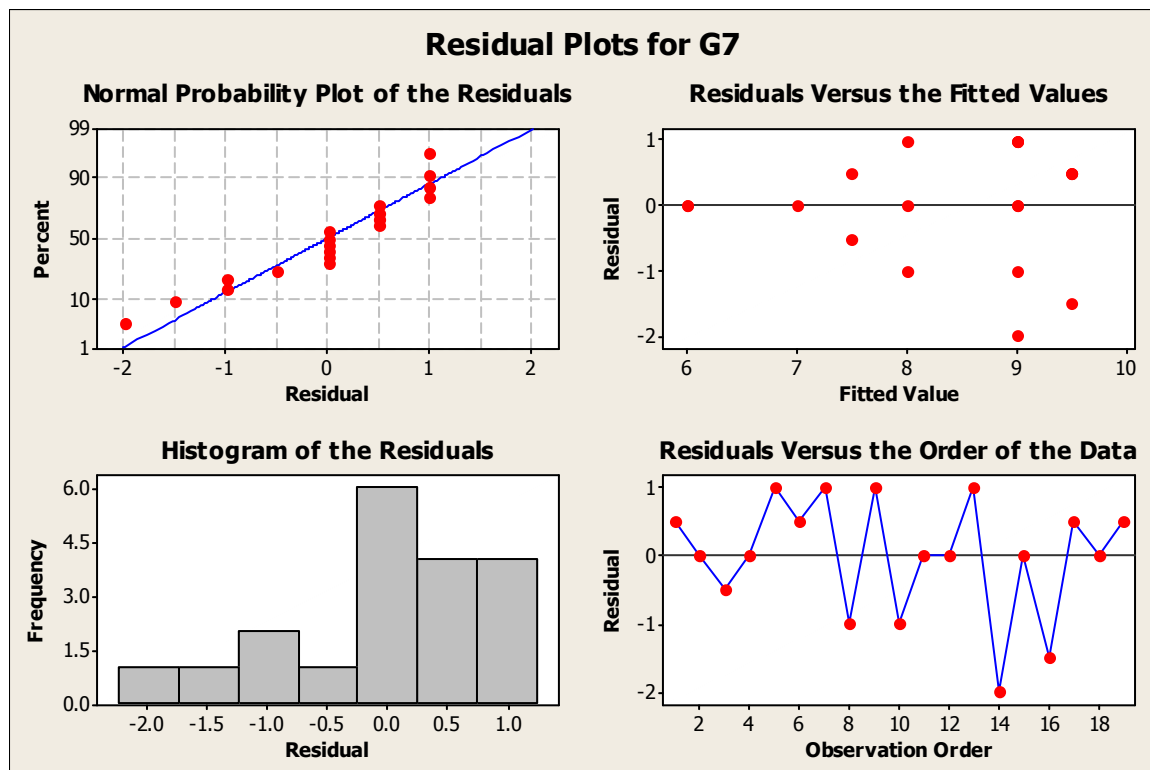 Residual Plots for G7
Normal Probability Plot of the Residuals
99
90
50
10
1
Percent
-2 -1 0 1 2
Residual
Residuals Versus the Fitted Values
1
0
-1
-2
Residual
6 7 8 9 10
Fitted Value
Histogram of the Residuals
6.0
4.5
3.0
1.5
0.0
Frequency
-2.0 -1.5 -1.0 -0.5 0.0 0.5 1.0
Residual
Residuals Versus the Order of the Data
1
0
-1
-2
Residual
2 4 6 8 10 12 14 16 18
Observation Order